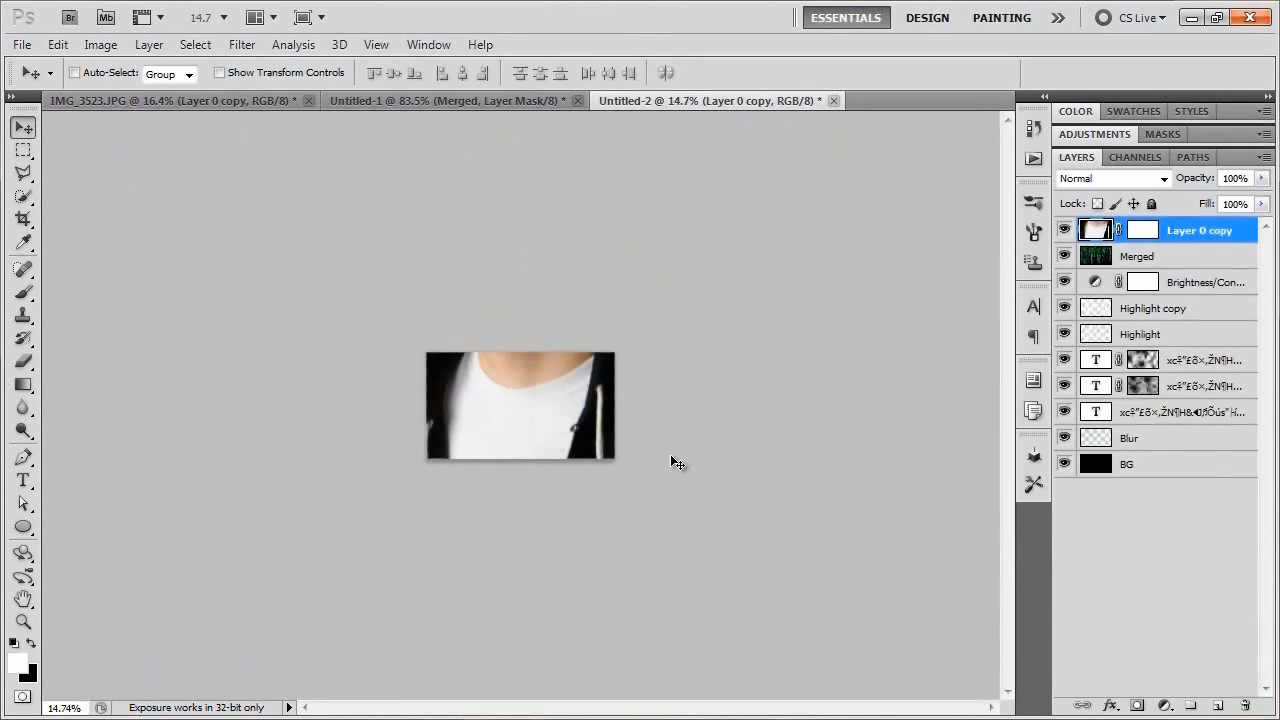 Ps Br Mb 14.7 ESSENTIALS DESIGN PAINTING CS Live
File Edit Image Layer Select Filter Analysis 3D View Window Help
Auto-Select: Group Show Transform Controls
IMG_3523.JPG @ 16.4% (Layer 0 copy, RGB/8) * Untitled-1 @ 83.5% (Merged, Layer Mask/8) * Untitled-2 @ 14.7% (Layer 0 copy, RGB/8) *
COLOR SWATCHES STYLES
ADJUSTMENTS MASKS
LAYERS CHANNELS PATHS
Normal Opacity: 100%
Lock: Fill: 100%
Layer 0 copy
Merged
Brightness/Con...
Highlight copy
Highlight
T
T
T
Blur
BG
14.74% Exposure works in 32-bit only